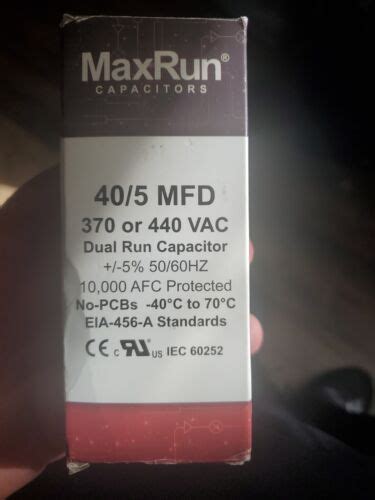 MaxRun®
CAPACITORS
40/5 MFD
370 or 440 VAC
Dual Run Capacitor
+/-5% 50/60HZ
10,000 AFC Protected
No-PCBs -40°C to 70°C
EIA-456-A Standards
CE c RU US IEC 60252